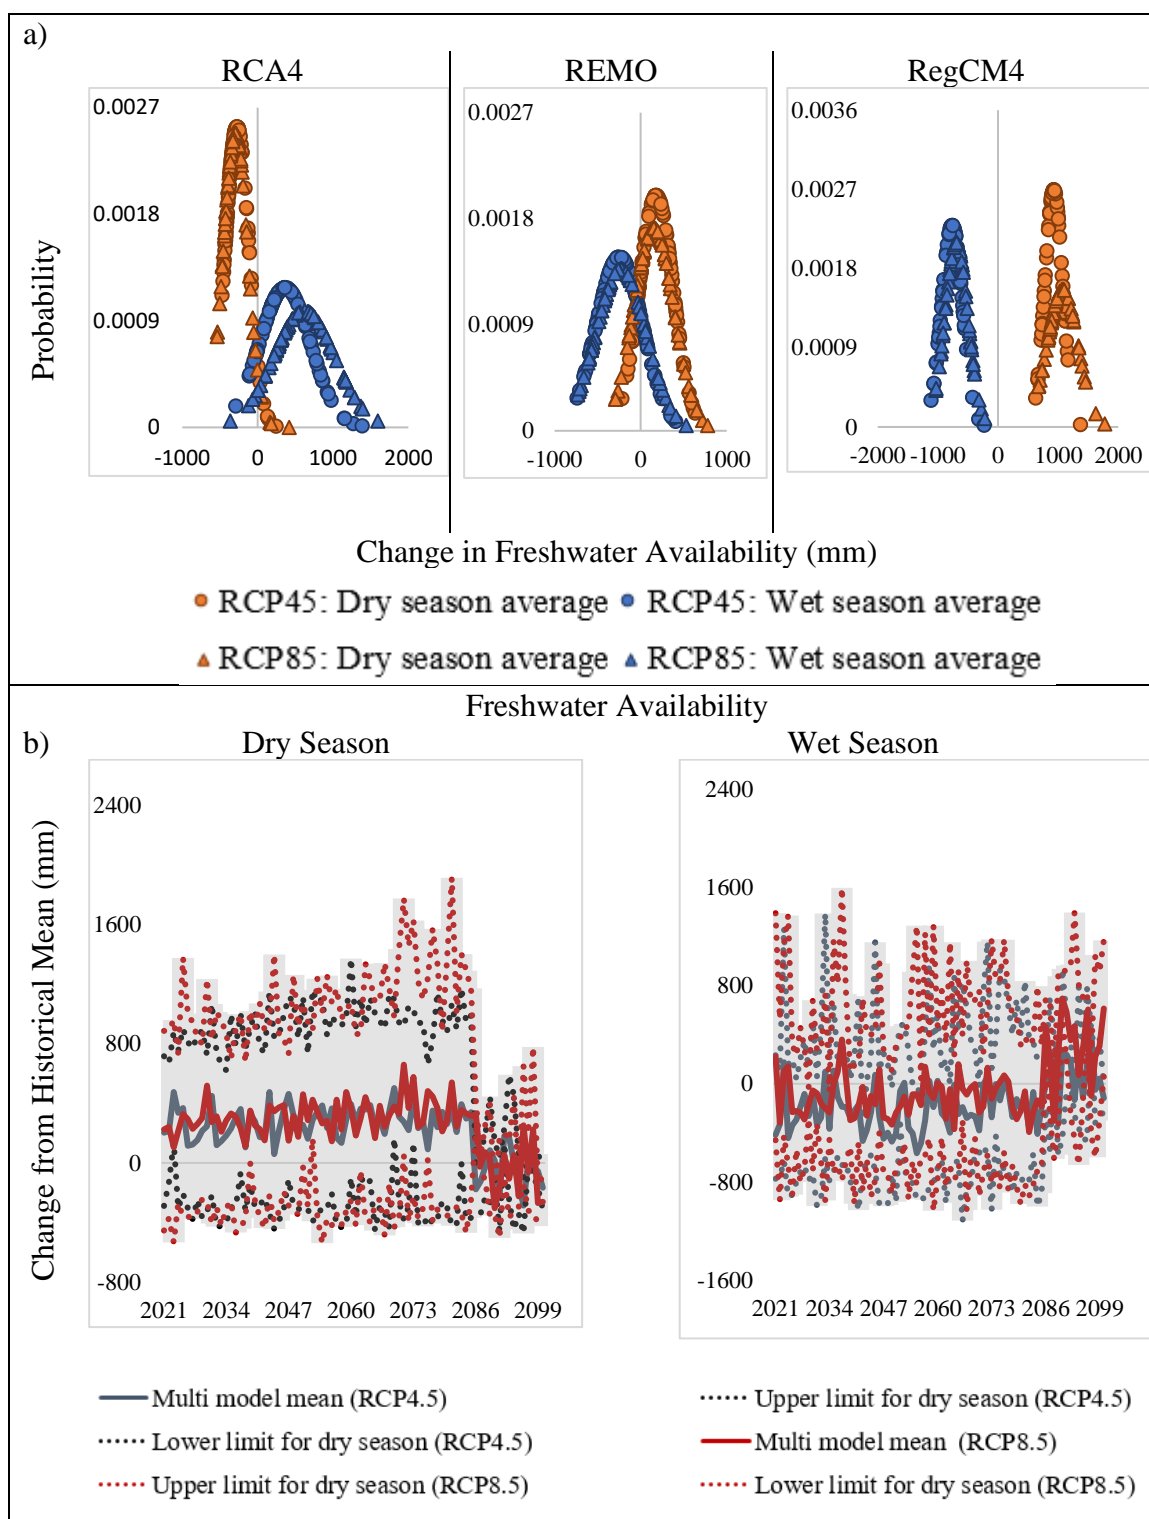 a)
RCA4 REMO RegCM4
Probability
0.0027
0.0018
0.0009
0
-1000 0 1000 2000
0.0027
0.0018
0.0009
0
-1000 0 1000
0.0036
0.0027
0.0018
0.0009
0
-2000 -1000 0 1000 2000
Change in Freshwater Availability (mm)
RCP45: Dry season average RCP45: Wet season average
RCP85: Dry season average RCP85: Wet season average
Freshwater Availability
b) Dry Season Wet Season
Change from Historical Mean (mm)
2400
1600
800
0
-800
2021 2034 2047 2060 2073 2086 2099
2400
1600
800
0
-800
-1600
2021 2034 2047 2060 2073 2086 2099
Multi model mean (RCP4.5) Upper limit for dry season (RCP4.5)
Lower limit for dry season (RCP4.5) Multi model mean (RCP8.5)
Upper limit for dry season (RCP8.5) Lower limit for dry season (RCP8.5)